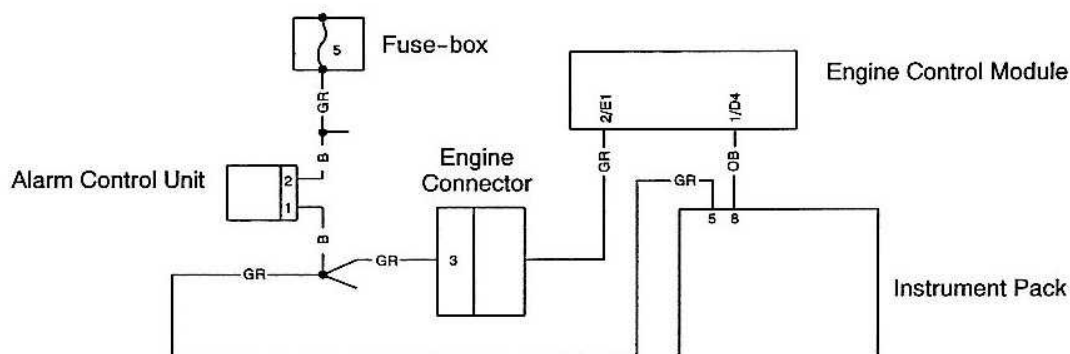 5
Fuse-box
GR
B
Alarm Control Unit
2
1
B
GR
GR
Engine
Connector
3
Engine Control Module
2/E1
1/D4
GR
OB
GR
5
8
Instrument Pack